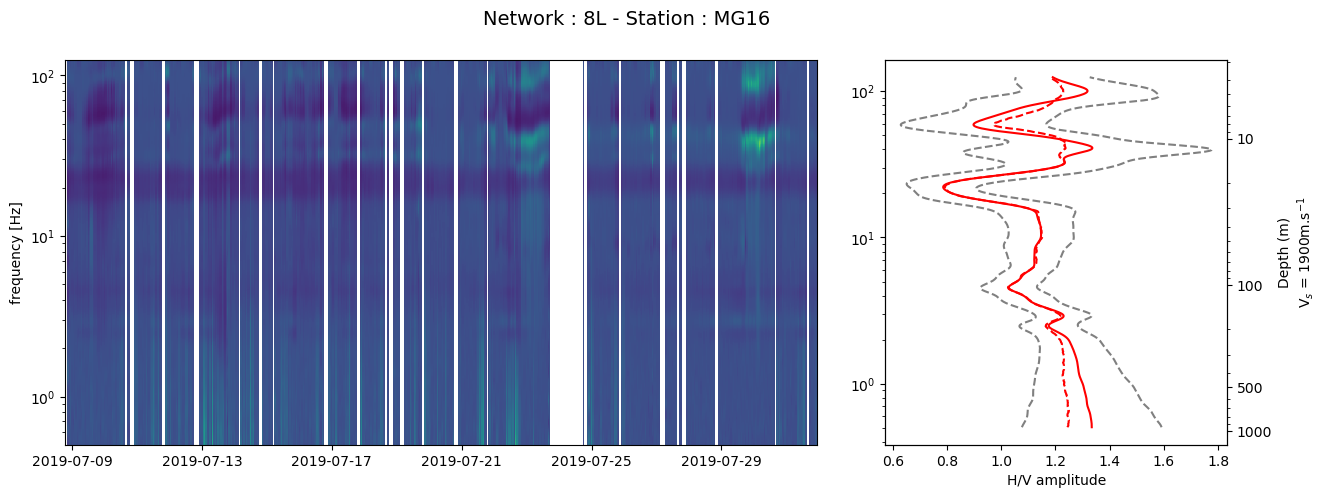 Network : 8L - Station : MG16
frequency [Hz]
10²
10¹
10⁰
2019-07-09 2019-07-13 2019-07-17 2019-07-21 2019-07-25 2019-07-29
10²
10¹
10⁰
0.6 0.8 1.0 1.2 1.4 1.6 1.8
H/V amplitude
10
100
500
1000
Depth (m)
Vₛ = 1900m.s⁻¹